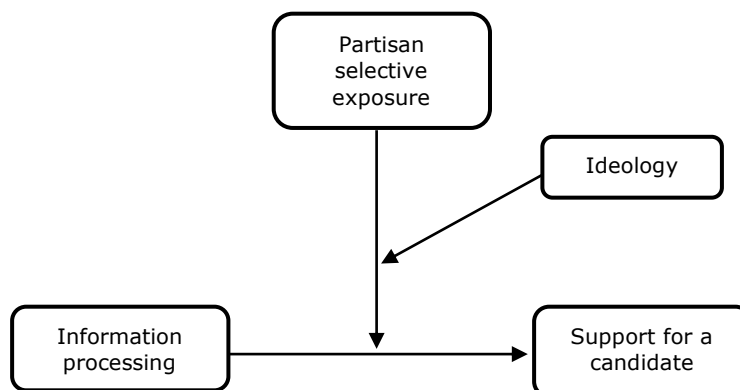 Partisan
selective
exposure
Ideology
Information
processing
Support for a
candidate